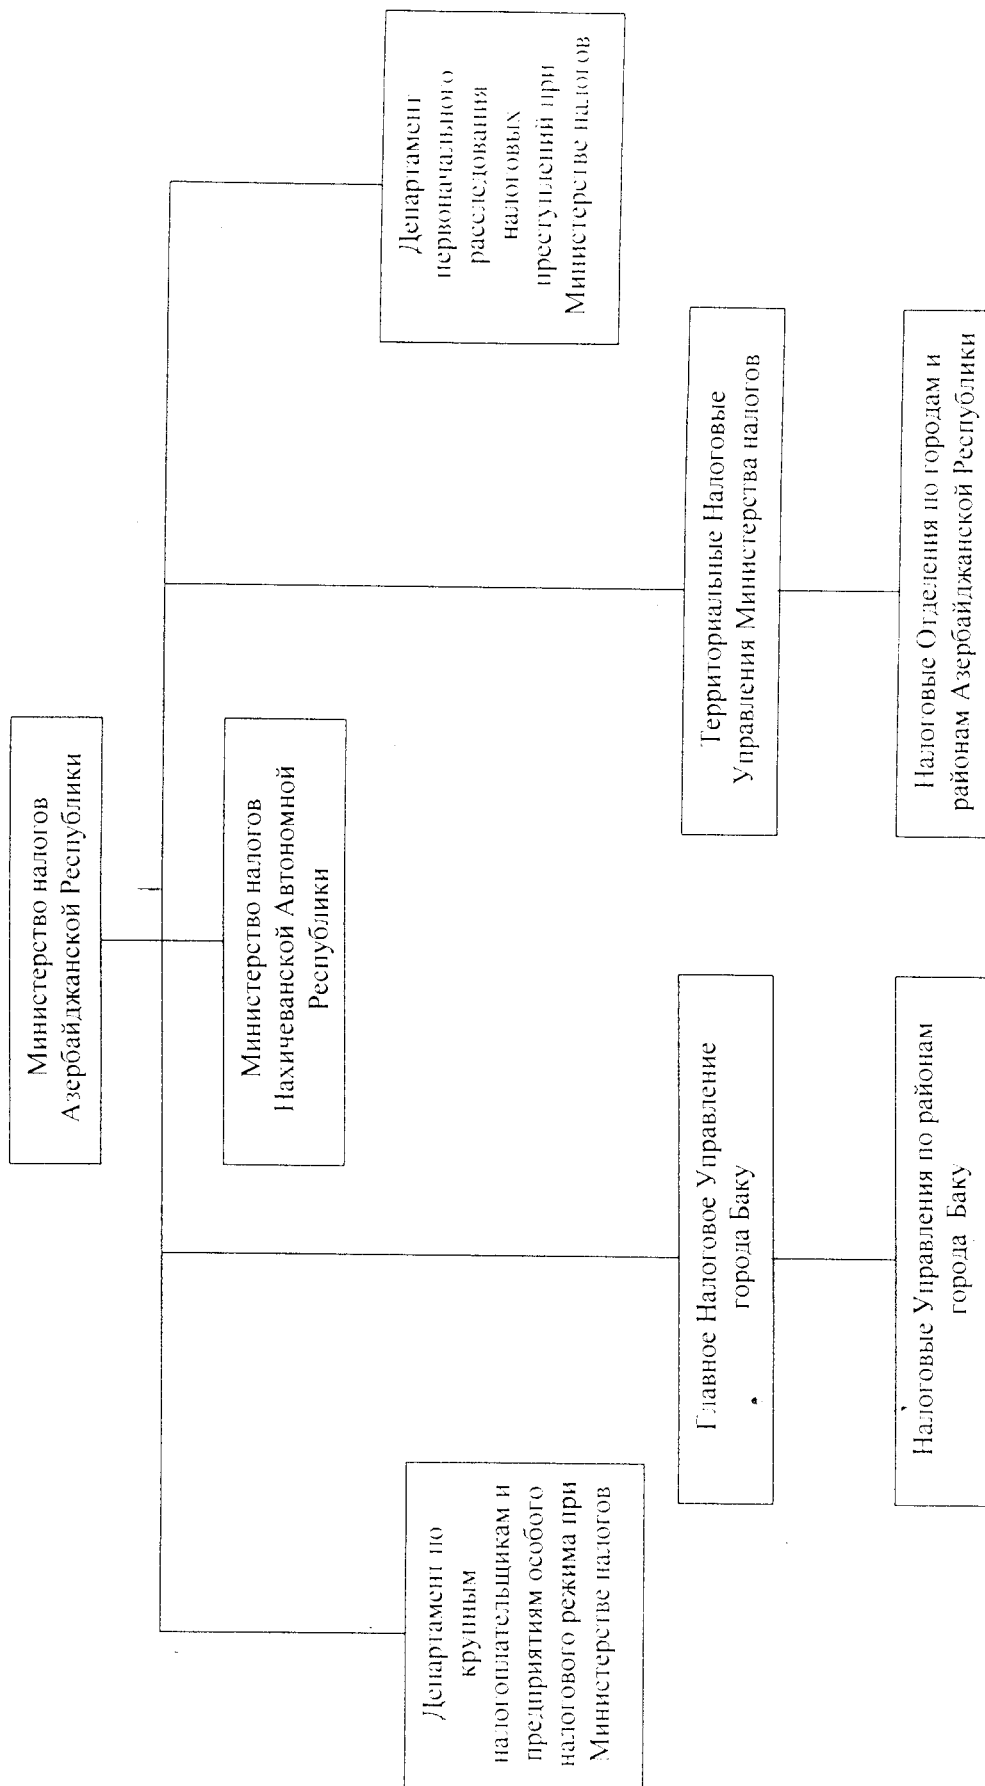 Министерство налогов
Азербайджанской Республики
Министерство налогов
Нахичеванской Автономной
Республики
Департамент по
крупным
налогоплательщикам и
предприятиям особого
налогового режима при
Министерстве налогов
Главное Налоговое Управление
города Баку
Налоговые Управления по районам
города Баку
Территориальные Налоговые
Управления Министерства налогов
Налоговые Отделения по городам и
районам Азербайджанской Республики
Департамент
первоначального
расследования
налоговых
преступлений при
Министерстве налогов